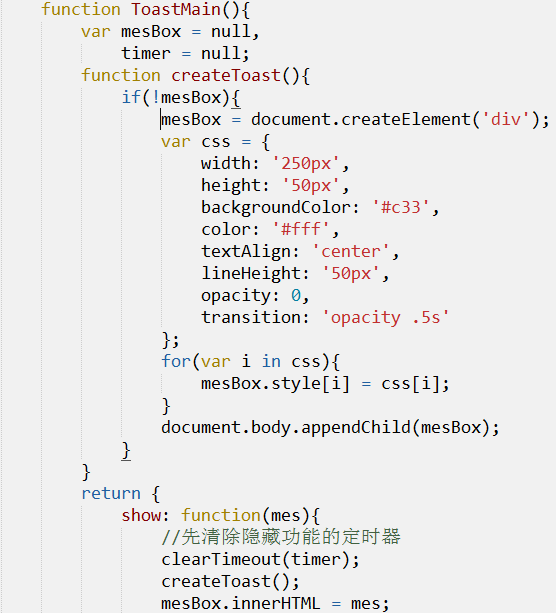 function ToastMain(){
var mesBox = null,
timer = null;
function createToast(){
if(!mesBox){
mesBox = document.createElement('div');
var css = {
width: '250px',
height: '50px',
backgroundColor: '#c33',
color: '#fff',
textAlign: 'center',
lineHeight: '50px',
opacity: 0,
transition: 'opacity .5s'
};
for(var i in css){
mesBox.style[i] = css[i];
}
document.body.appendChild(mesBox);
}
}
return {
show: function(mes){
//先清除隐藏功能的定时器
clearTimeout(timer);
createToast();
mesBox.innerHTML = mes;